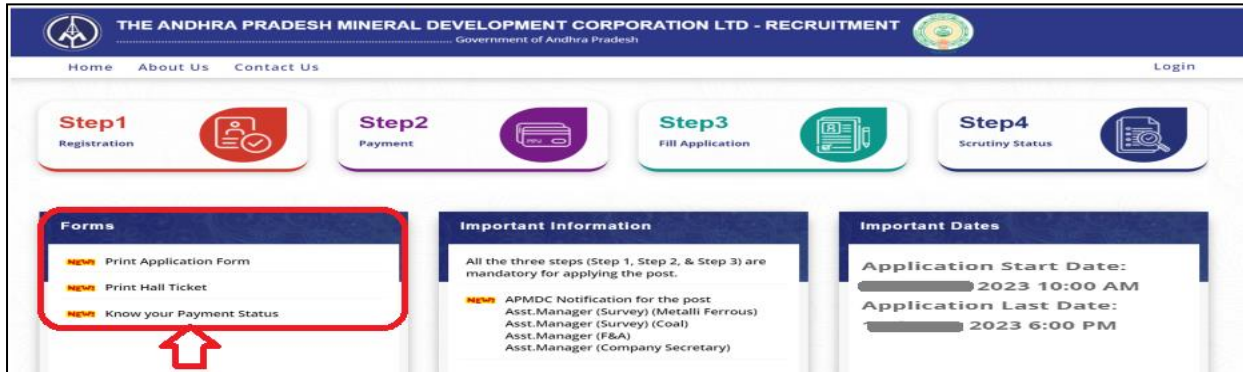 THE ANDHRA PRADESH MINERAL DEVELOPMENT CORPORATION LTD - RECRUITMENT
Government of Andhra Pradesh
Home About Us Contact Us Login
Step1
Registration
Step2
Payment
Step3
Fill Application
Step4
Scrutiny Status
Forms
NEW! Print Application Form
NEW! Print Hall Ticket
NEW! Know your Payment Status
Important Information
All the three steps (Step 1, Step 2, & Step 3) are
mandatory for applying the post.
NEW! APMDC Notification for the post
Asst.Manager (Survey) (Metalli Ferrous)
Asst.Manager (Survey) (Coal)
Asst.Manager (F&A)
Asst.Manager (Company Secretary)
Important Dates
Application Start Date:
2023 10:00 AM
Application Last Date:
2023 6:00 PM